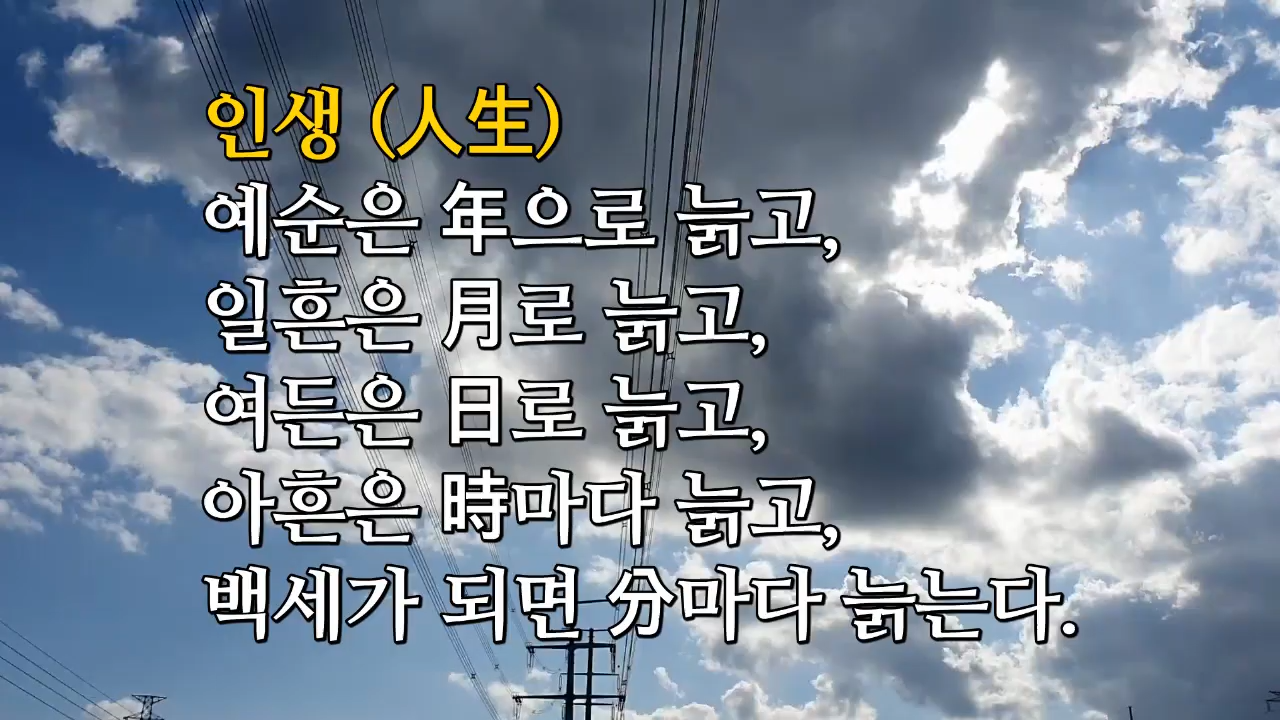 인생 (人生)
예순은 年으로 늙고,
일흔은 月로 늙고,
여든은 日로 늙고,
아흔은 時마다 늙고,
백세가 되면 分마다 늙는다.